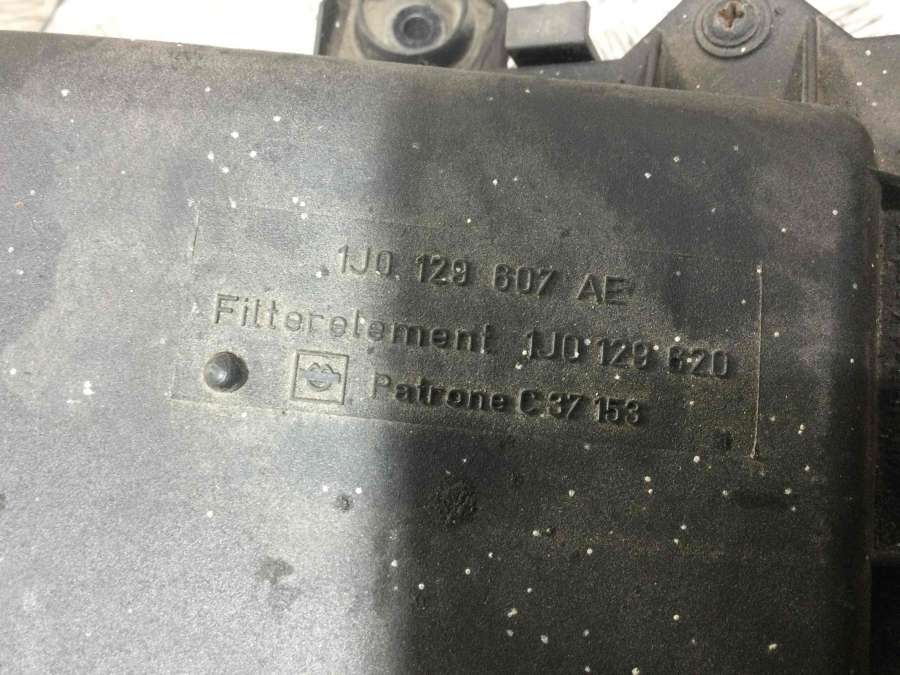 1J0 129 607 AE
Filterelement 1J0 129 620
Patrone C 37 153